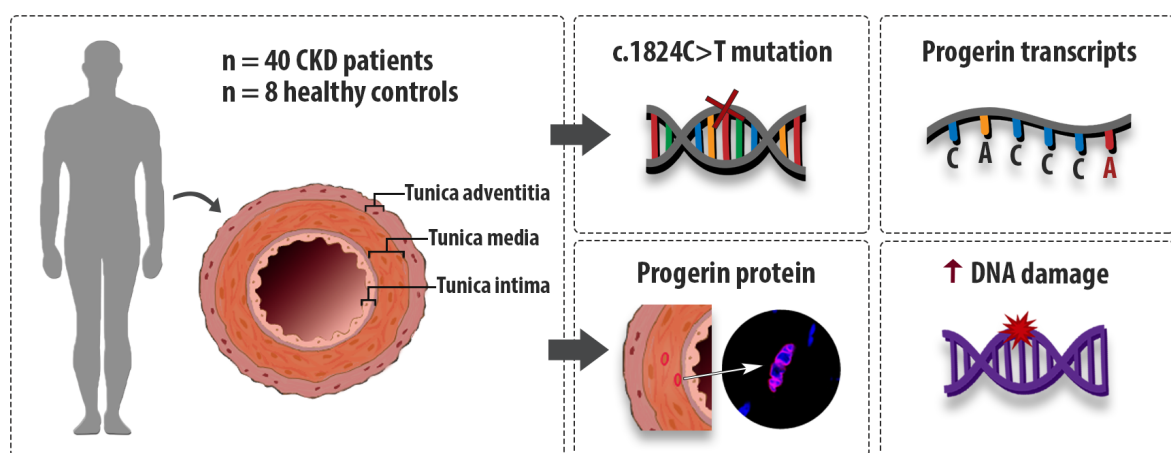 n = 40 CKD patients
n = 8 healthy controls
Tunica adventitia
Tunica media
Tunica intima
c.1824C>T mutation
Progerin transcripts
C A C C C A
Progerin protein
↑ DNA damage